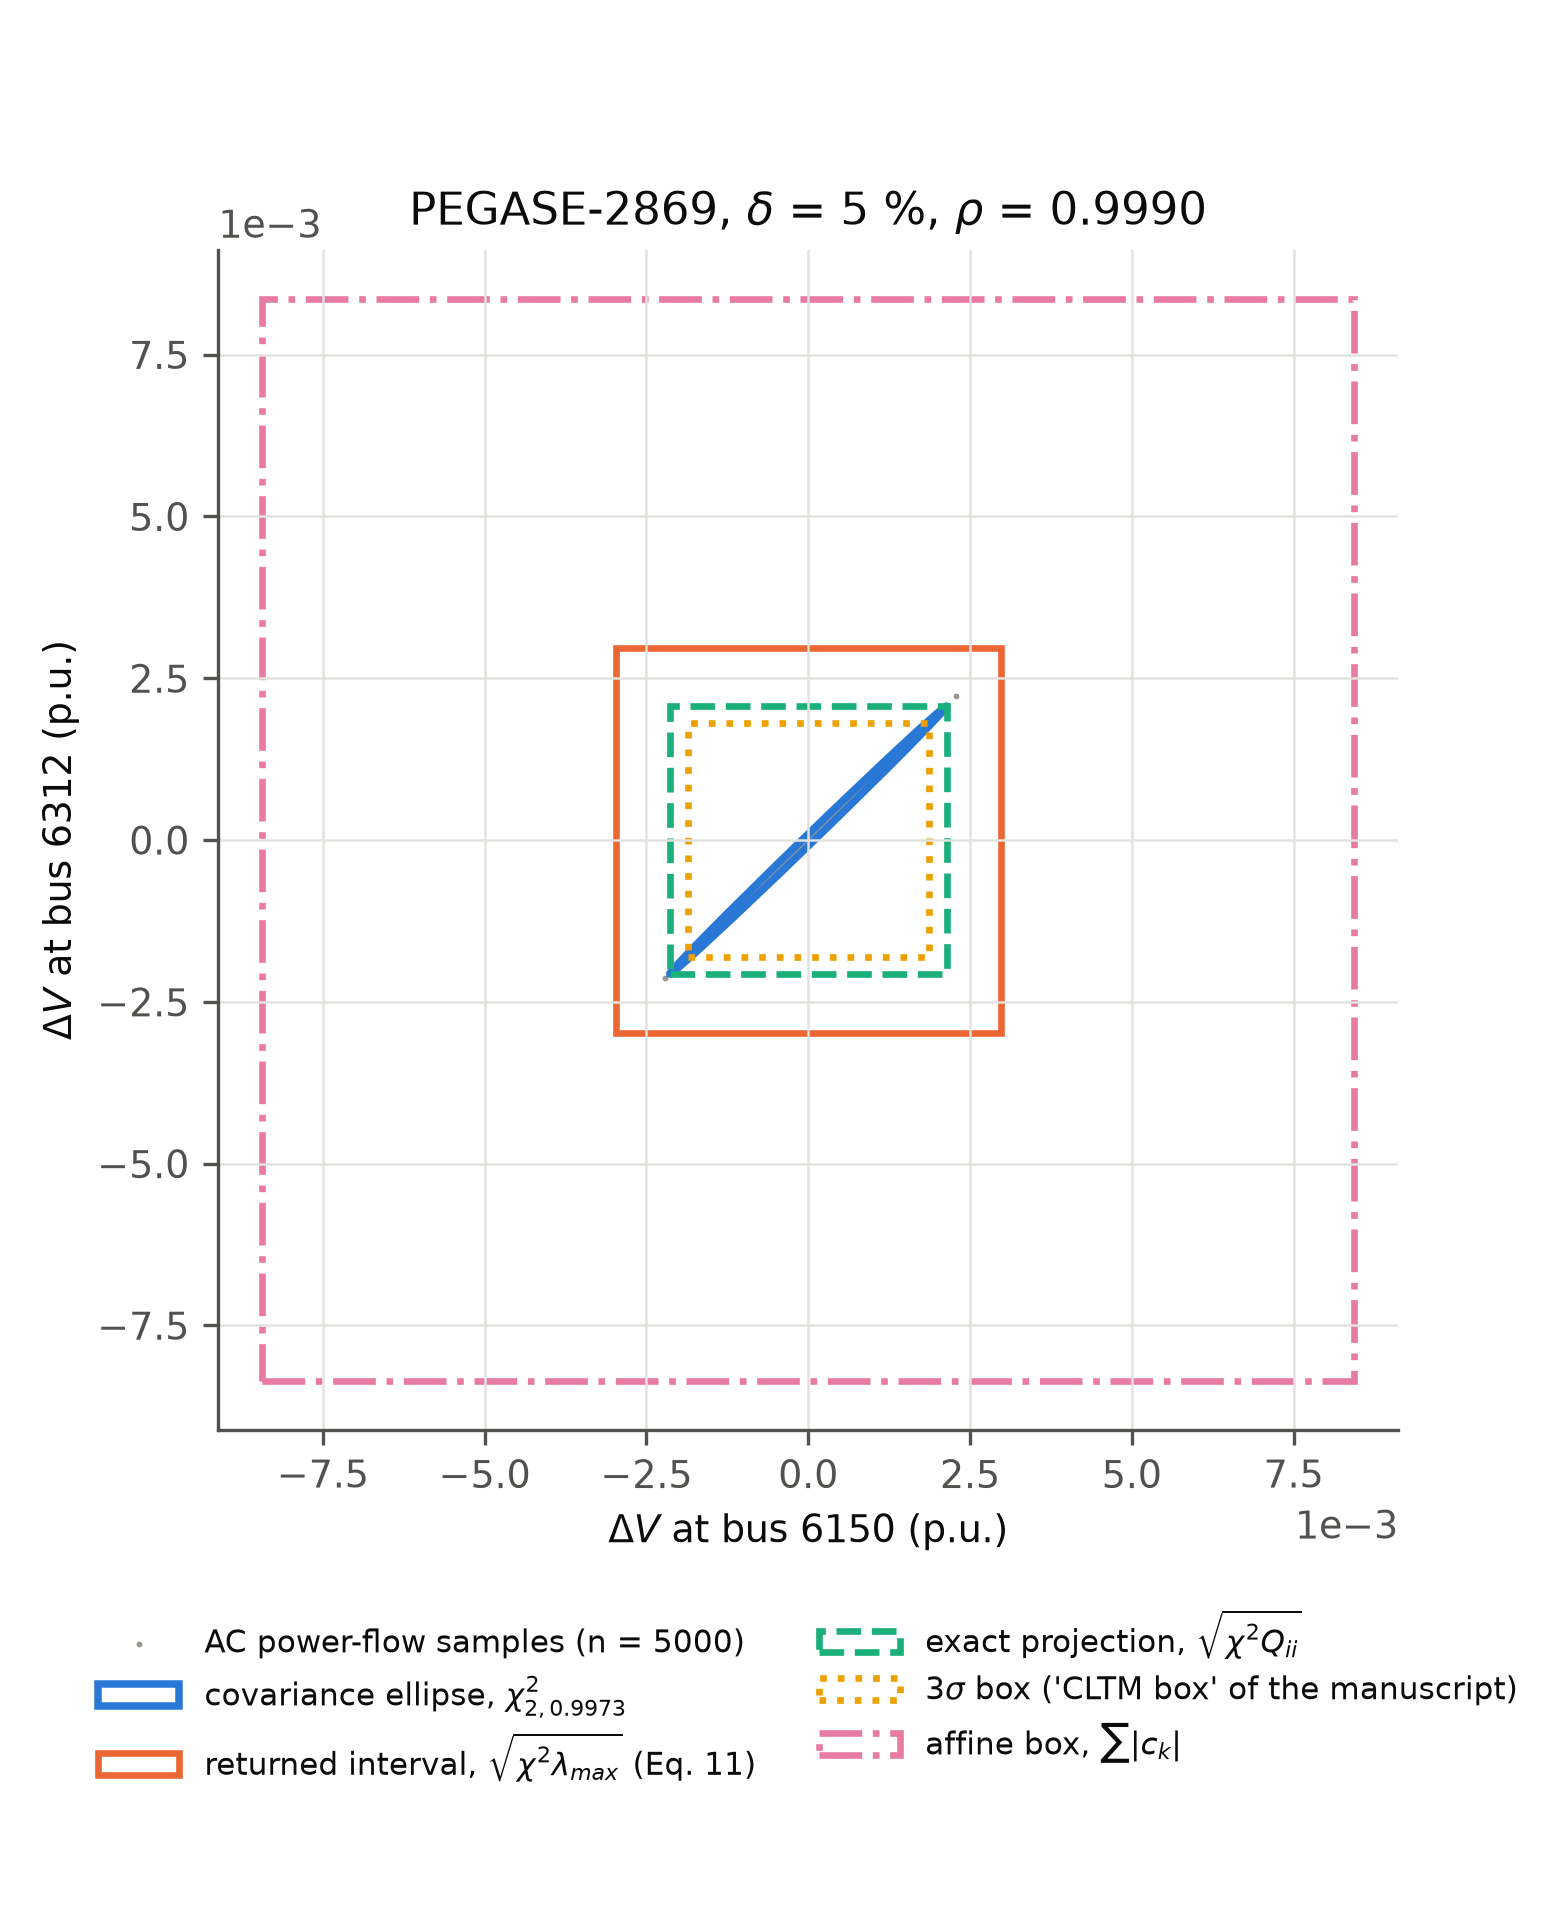 PEGASE-2869, δ = 5 %, ρ = 0.9990
1e−3
7.5
5.0
2.5
0.0
−2.5
−5.0
−7.5
ΔV at bus 6312 (p.u.)
−7.5 −5.0 −2.5 0.0 2.5 5.0 7.5
ΔV at bus 6150 (p.u.)
1e−3
AC power-flow samples (n = 5000)
covariance ellipse, χ²₂,₀.₉₉₇₃
returned interval, √χ²λₘₐₓ (Eq. 11)
exact projection, √χ²Qᵢᵢ
3σ box ('CLTM box' of the manuscript)
affine box, ∑|cₖ|